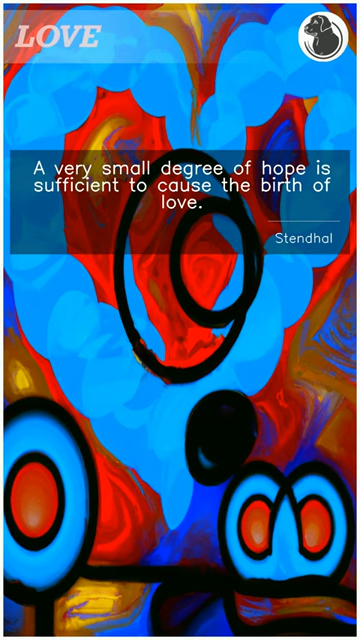 LOVE
A very small degree of hope is
sufficient to cause the birth of
love.
Stendhal